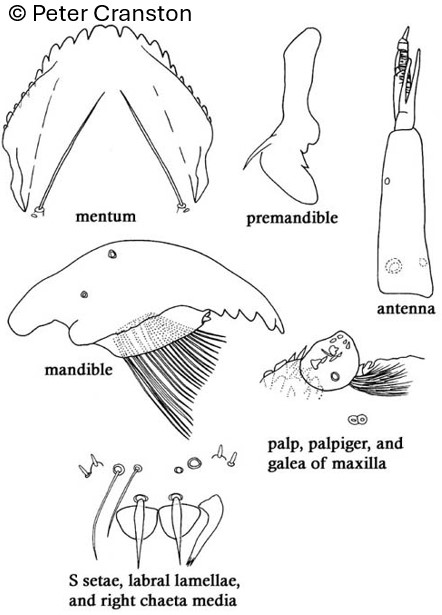 © Peter Cranston
mentum
premandible
antenna
mandible
palp, palpiger, and
galea of maxilla
S setae, labral lamellae,
and right chaeta media